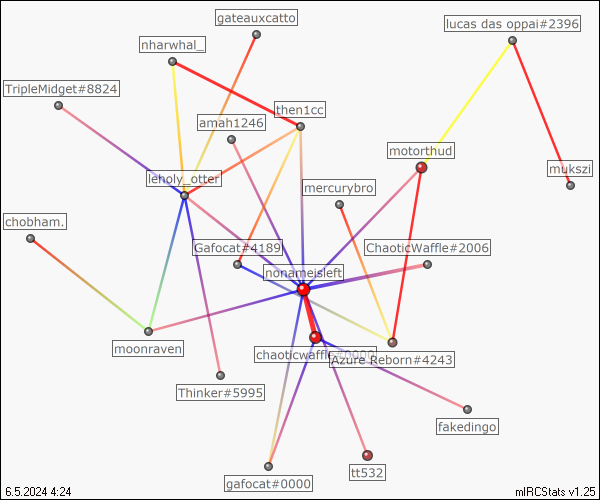 gateauxcatto
lucas das oppai#2396
nharwhal_
TripleMidget#8824
then1cc
amah1246
motorthud
mukszi
lenoly_otter
mercurybro
chobham.
Gafocat#4189
ChaoticWaffle#2006
nonameisleft
moonraven
chaoticwaffle#0000
Azure Reborn#4243
Thinker#5995
fakedingo
tt532
gafocat#0000
6.5.2024 4:24
mIRCStats v1.25